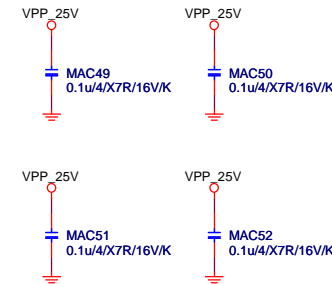 VPP_25V
VPP_25V
MAC49
0.1u/4/X7R/16V/K
MAC50
0.1u/4/X7R/16V/K
VPP_25V
VPP_25V
MAC51
0.1u/4/X7R/16V/K
MAC52
0.1u/4/X7R/16V/K